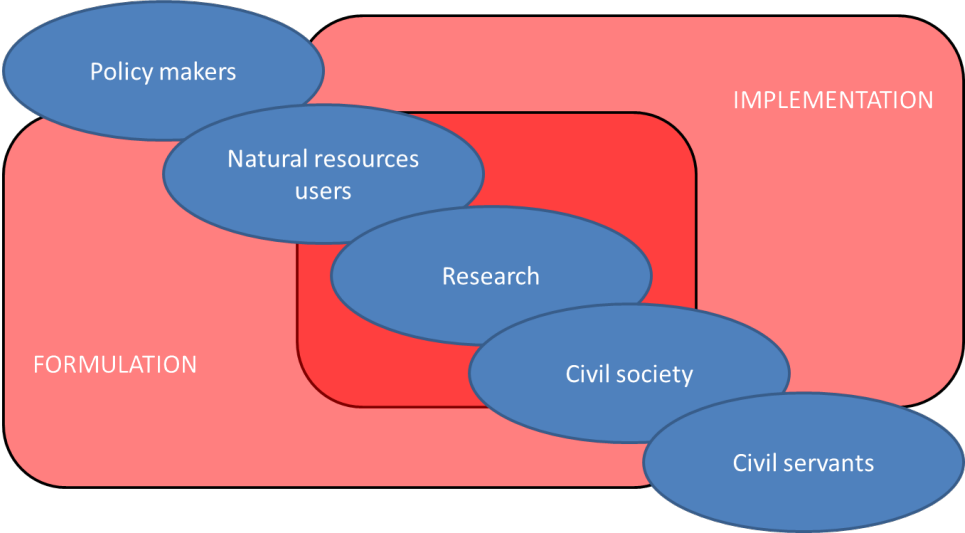 Policy makers
IMPLEMENTATION
Natural resources
users
Research
FORMULATION
Civil society
Civil servants